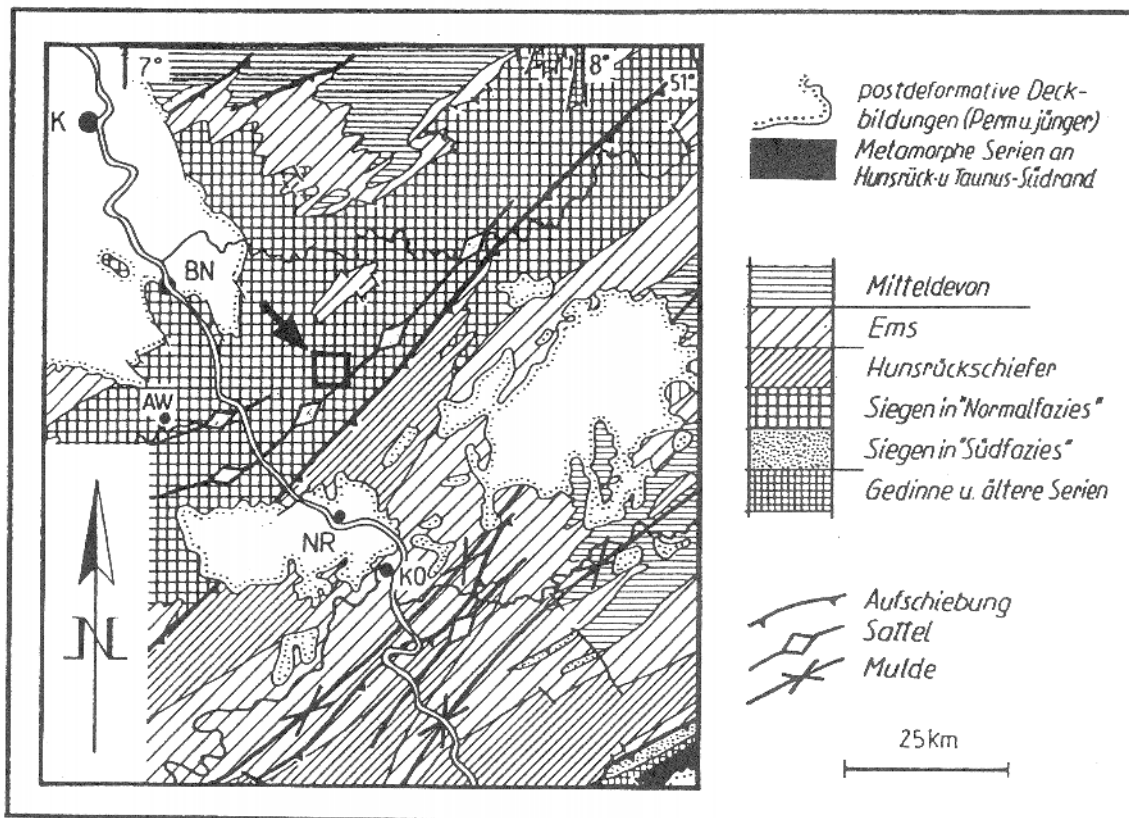 7°
8°
51°
K
BN
AW
NR
KO
N
postdeformative Deck-
bildungen (Perm u. jünger)
Metamorphe Serien an
Hunsrück-u Taunus-Südrand
Mitteldevon
Ems
Hunsrückschiefer
Siegen in "Normalfazies"
Siegen in "Südfazies"
Gedinne u. ältere Serien
Aufschiebung
Sattel
Mulde
25km